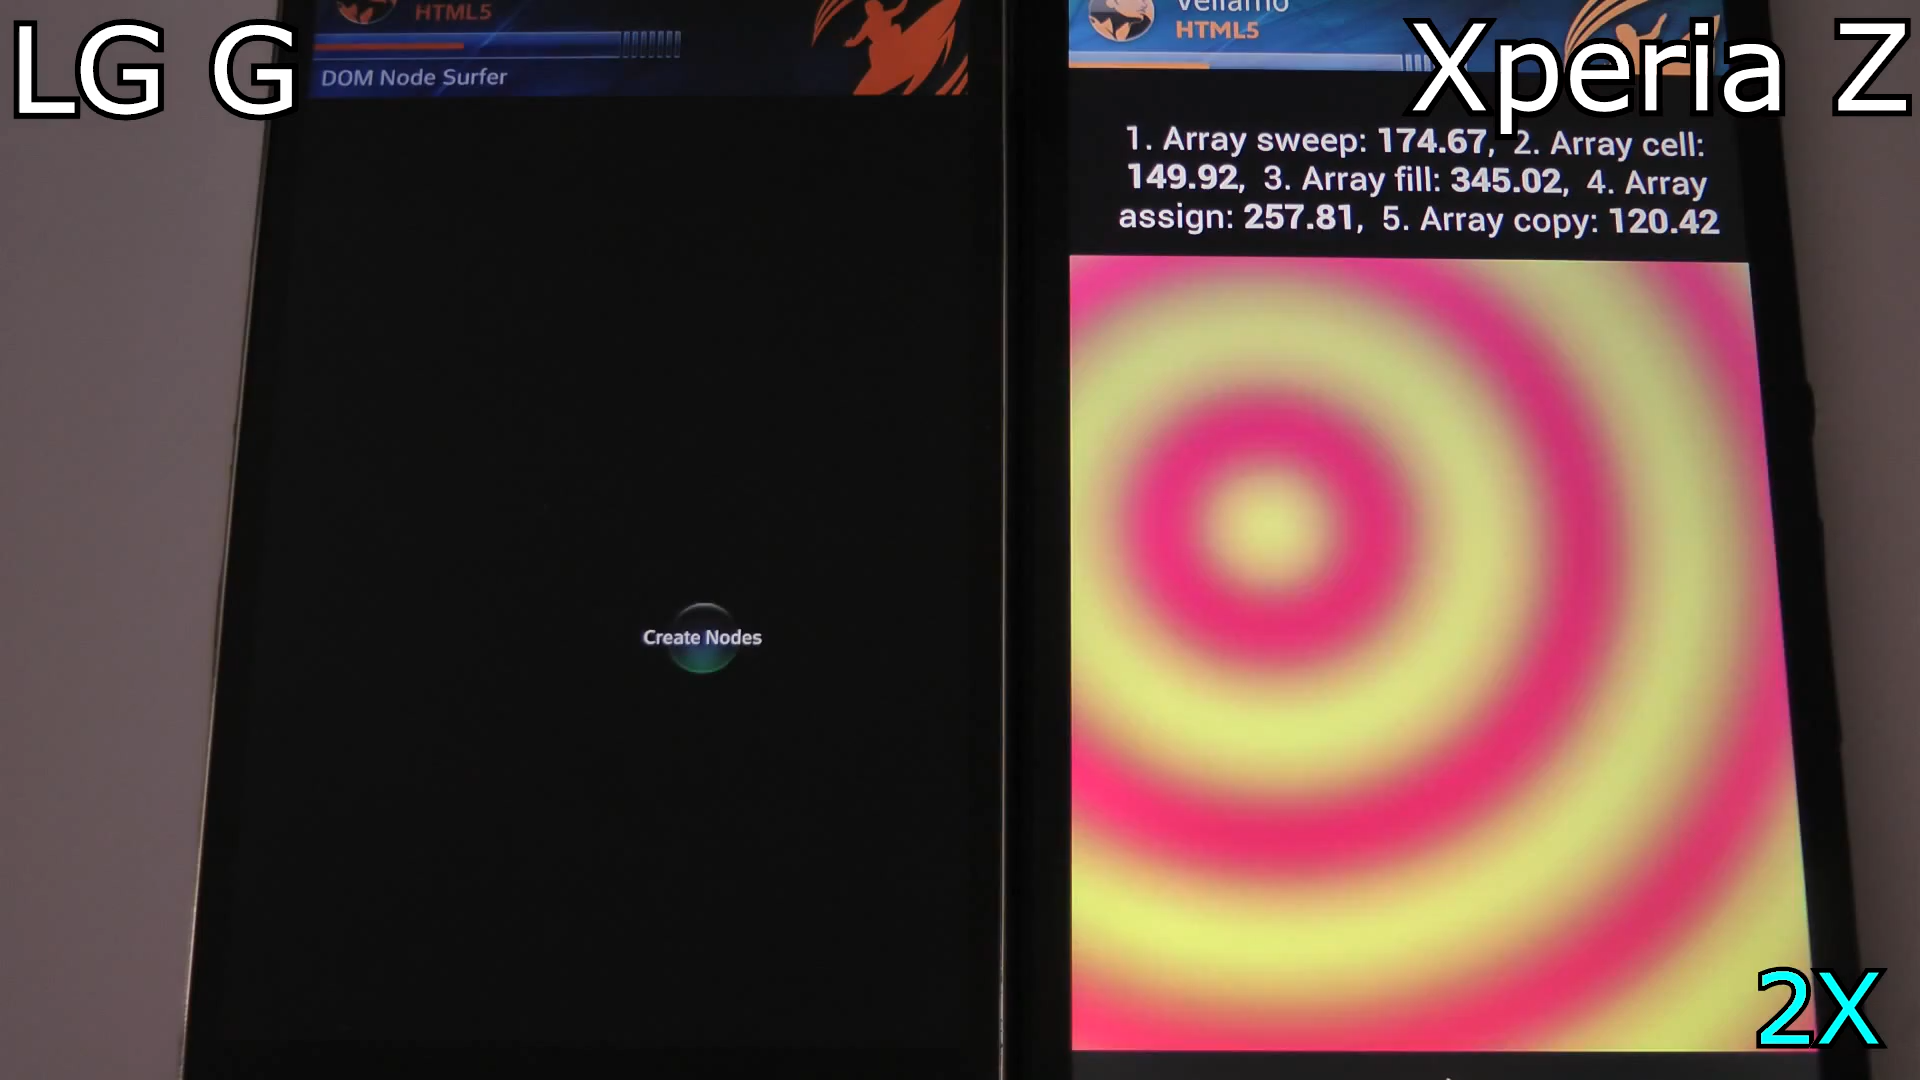 LG G
Xperia Z
HTML5
DOM Node Surfer
Create Nodes
Vellamo
HTML5
1. Array sweep: 174.67, 2. Array cell:
149.92, 3. Array fill: 345.02, 4. Array
assign: 257.81, 5. Array copy: 120.42
2X